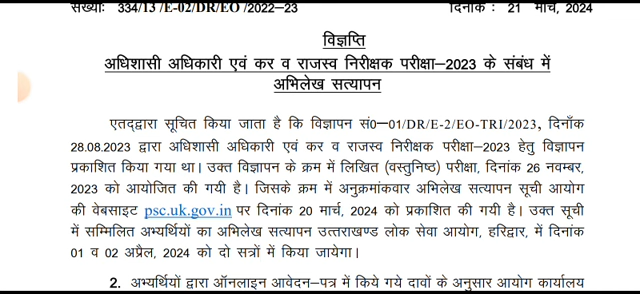 संख्याः 334/13/E-02/DR/EO/2022-23 दिनांकः 21 मार्च, 2024
विज्ञप्ति
अधिशासी अधिकारी एवं कर व राजस्व निरीक्षक परीक्षा–2023 के संबंध में
अभिलेख सत्यापन
एतद्द्वारा सूचित किया जाता है कि विज्ञापन सं0–01/DR/E-2/EO-TRI/2023, दिनाँक
28.08.2023 द्वारा अधिशासी अधिकारी एवं कर व राजस्व निरीक्षक परीक्षा–2023 हेतु विज्ञापन
प्रकाशित किया गया था। उक्त विज्ञापन के क्रम में लिखित (वस्तुनिष्ठ) परीक्षा, दिनांक 26 नवम्बर,
2023 को आयोजित की गयी है। जिसके क्रम में अनुक्रमांकवार अभिलेख सत्यापन सूची आयोग
की वेबसाइट psc.uk.gov.in पर दिनांक 20 मार्च, 2024 को प्रकाशित की गयी है। उक्त सूची
में सम्मिलित अभ्यर्थियों का अभिलेख सत्यापन उत्तराखण्ड लोक सेवा आयोग, हरिद्वार, में दिनांक
01 व 02 अप्रैल, 2024 को दो सत्रों में किया जायेगा।
2. अभ्यर्थियों द्वारा ऑनलाइन आवेदन–पत्र में किये गये दावों के अनुसार आयोग कार्यालय